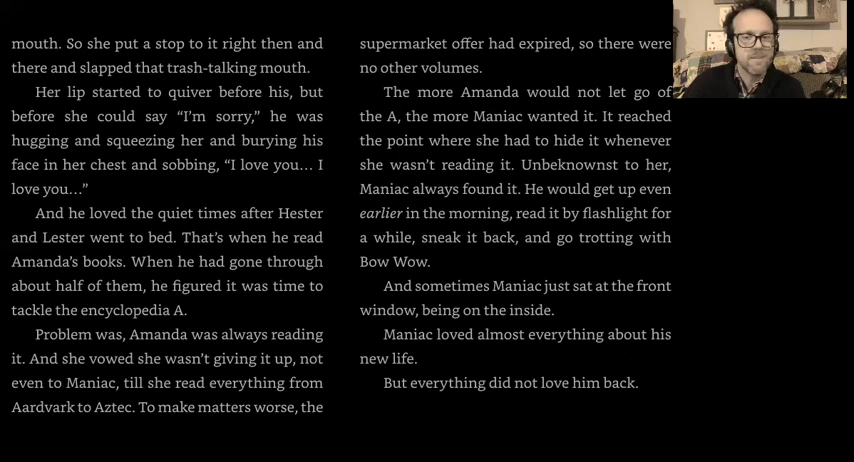 mouth. So she put a stop to it right then and
there and slapped that trash-talking mouth.
Her lip started to quiver before his, but
before she could say “I’m sorry,” he was
hugging and squeezing her and burying his
face in her chest and sobbing, “I love you… I
love you…”
And he loved the quiet times after Hester
and Lester went to bed. That’s when he read
Amanda’s books. When he had gone through
about half of them, he figured it was time to
tackle the encyclopedia A.
Problem was, Amanda was always reading
it. And she vowed she wasn’t giving it up, not
even to Maniac, till she read everything from
Aardvark to Aztec. To make matters worse, the
supermarket offer had expired, so there were
no other volumes.
The more Amanda would not let go of
the A, the more Maniac wanted it. It reached
the point where she had to hide it whenever
she wasn’t reading it. Unbeknownst to her,
Maniac always found it. He would get up even
earlier in the morning, read it by flashlight for
a while, sneak it back, and go trotting with
Bow Wow.
And sometimes Maniac just sat at the front
window, being on the inside.
Maniac loved almost everything about his
new life.
But everything did not love him back.